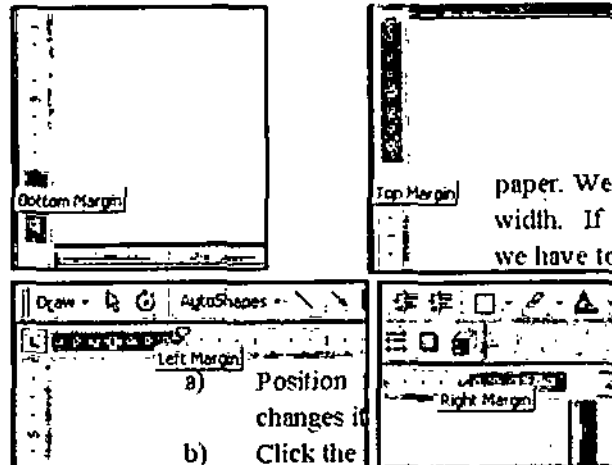 Bottom Margin
Top Margin
paper. We
width. If
we have to
Draw
AutoShapes
Left Margin
a) Position
changes it
b) Click the
Right Margin